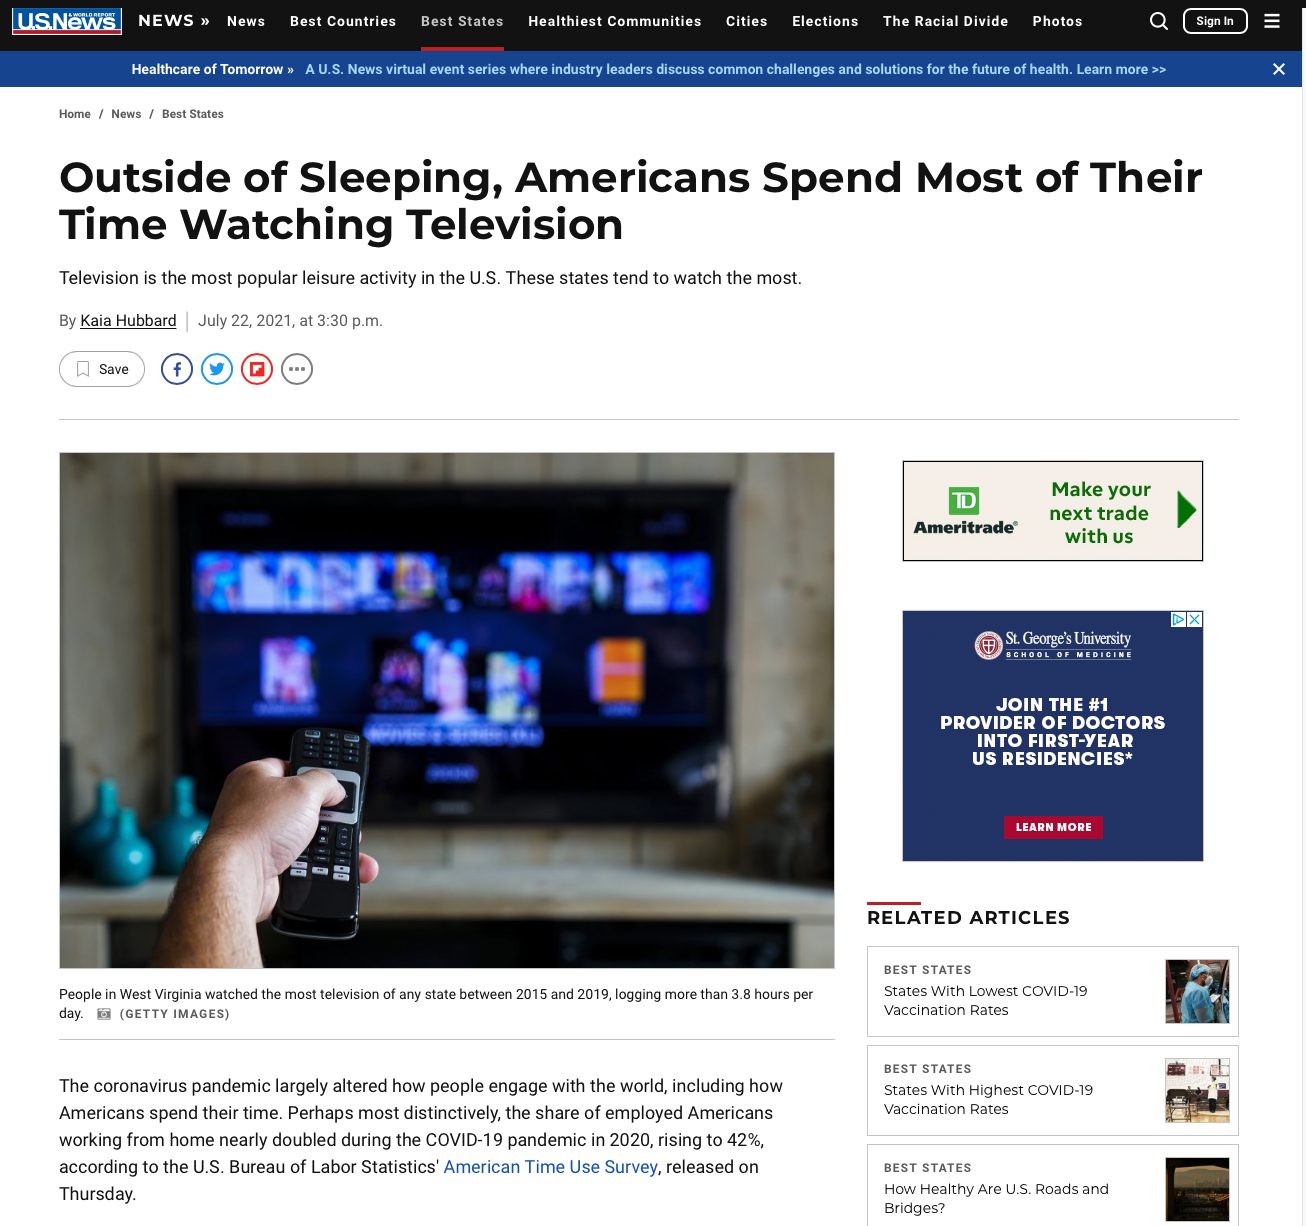 U.S.News
& WORLD REPORT
NEWS »
News
Best Countries
Best States
Healthiest Communities
Cities
Elections
The Racial Divide
Photos
Sign In
Healthcare of Tomorrow » A U.S. News virtual event series where industry leaders discuss common challenges and solutions for the future of health. Learn more >>
Home / News / Best States
Outside of Sleeping, Americans Spend Most of Their
Time Watching Television
Television is the most popular leisure activity in the U.S. These states tend to watch the most.
By Kaia Hubbard | July 22, 2021, at 3:30 p.m.
Save
MOVIES & SERIES (ALL)
People in West Virginia watched the most television of any state between 2015 and 2019, logging more than 3.8 hours per
day. (GETTY IMAGES)
The coronavirus pandemic largely altered how people engage with the world, including how
Americans spend their time. Perhaps most distinctively, the share of employed Americans
working from home nearly doubled during the COVID-19 pandemic in 2020, rising to 42%,
according to the U.S. Bureau of Labor Statistics' American Time Use Survey, released on
Thursday.
TD
Ameritrade®
Make your
next trade
with us
St. George's University
SCHOOL OF MEDICINE
JOIN THE #1
PROVIDER OF DOCTORS
INTO FIRST-YEAR
US RESIDENCIES*
LEARN MORE
RELATED ARTICLES
BEST STATES
States With Lowest COVID-19
Vaccination Rates
BEST STATES
States With Highest COVID-19
Vaccination Rates
BEST STATES
How Healthy Are U.S. Roads and
Bridges?